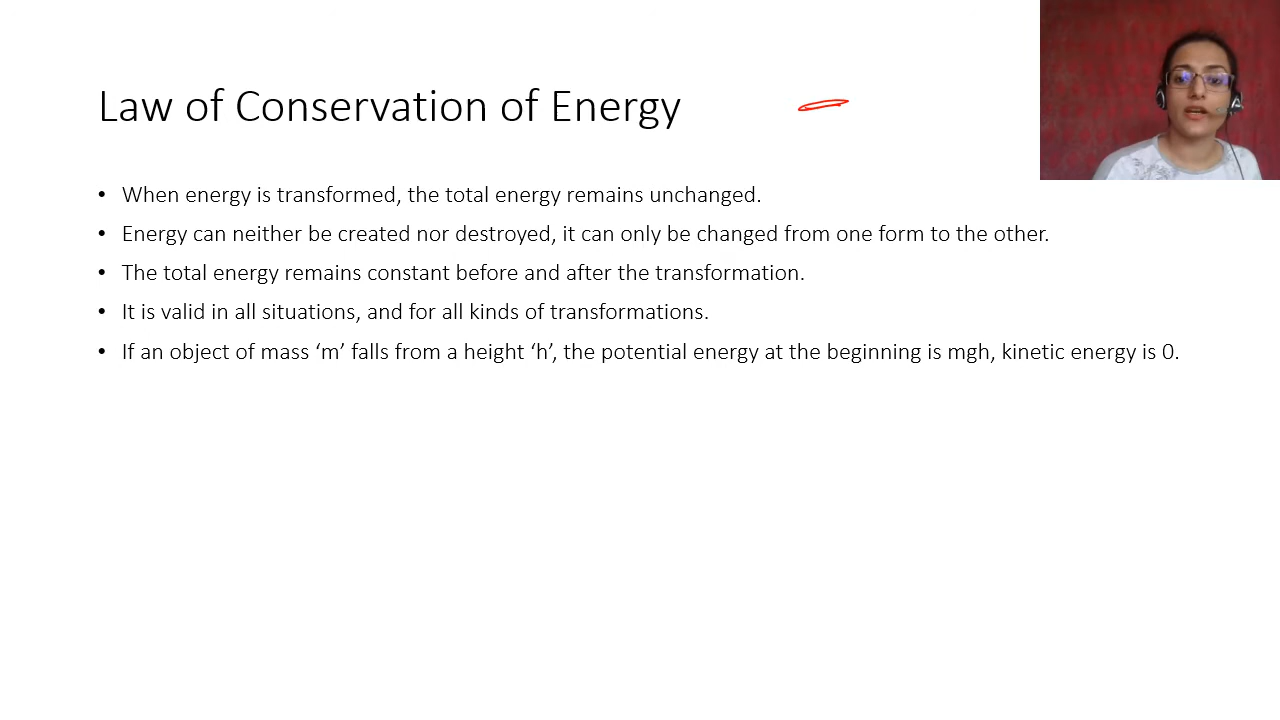 Law of Conservation of Energy
• When energy is transformed, the total energy remains unchanged.
• Energy can neither be created nor destroyed, it can only be changed from one form to the other.
• The total energy remains constant before and after the transformation.
• It is valid in all situations, and for all kinds of transformations.
• If an object of mass ‘m’ falls from a height ‘h’, the potential energy at the beginning is mgh, kinetic energy is 0.